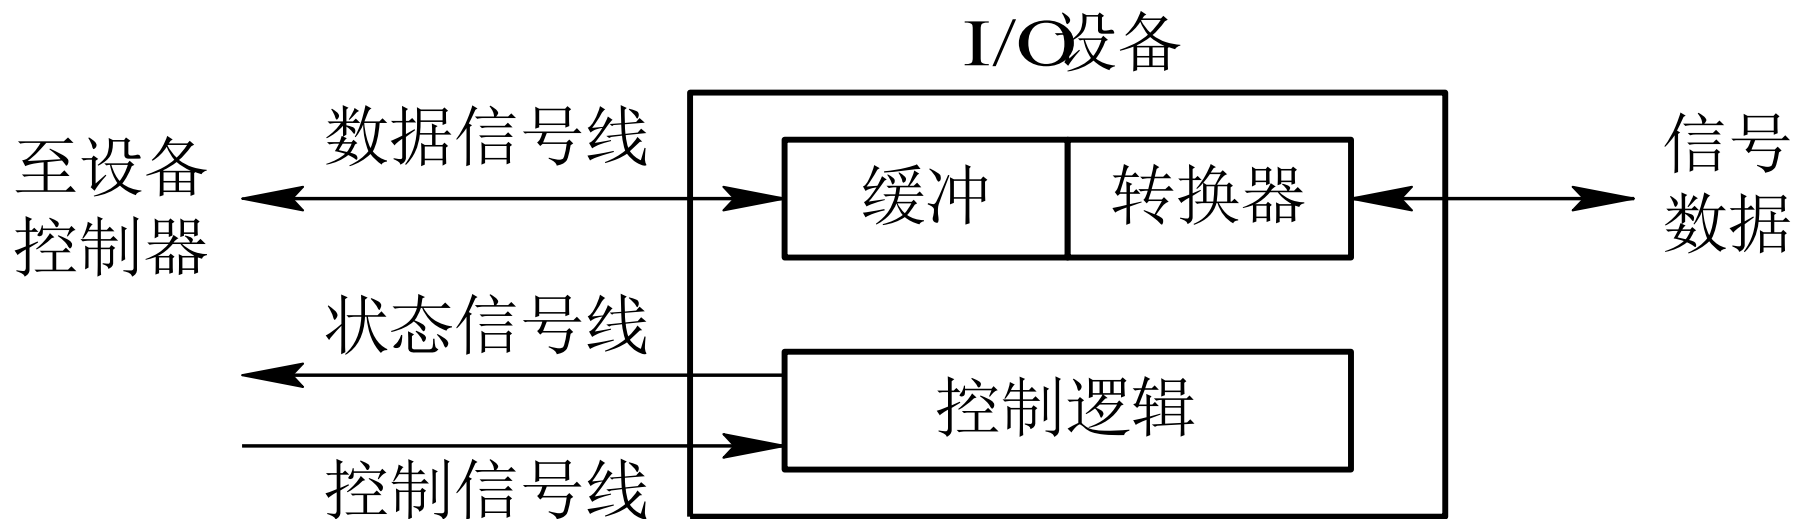 I/O设备
数据信号线
至设备
控制器
缓冲
转换器
信号
数据
状态信号线
控制逻辑
控制信号线